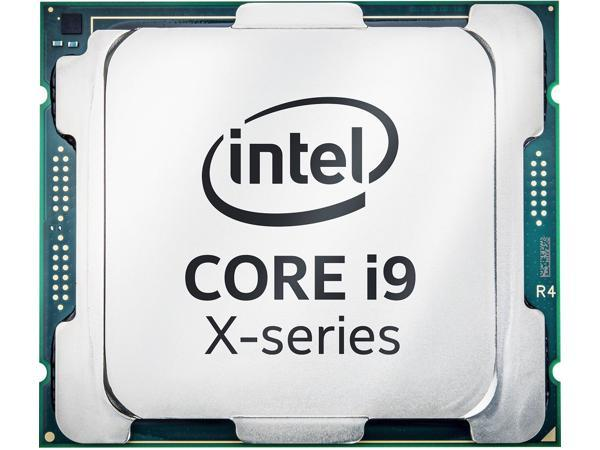 intel
CORE i9
X-series
R4